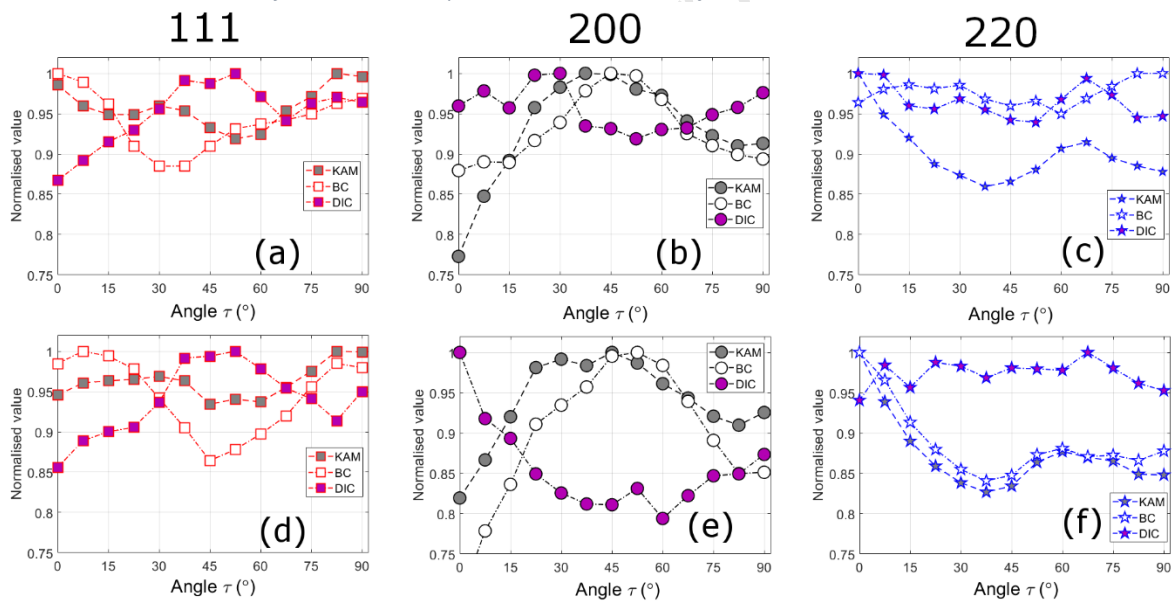 111
200
220
Normalised value
1
0.95
0.9
0.85
0.8
0.75
0 15 30 45 60 75 90
Angle τ (°)
KAM
BC
DIC
(a)
Normalised value
1
0.95
0.9
0.85
0.8
0.75
0 15 30 45 60 75 90
Angle τ (°)
KAM
BC
DIC
(b)
Normalised value
1
0.95
0.9
0.85
0.8
0.75
0 15 30 45 60 75 90
Angle τ (°)
KAM
BC
DIC
(c)
Normalised value
1
0.95
0.9
0.85
0.8
0.75
0 15 30 45 60 75 90
Angle τ (°)
KAM
BC
DIC
(d)
Normalised value
1
0.95
0.9
0.85
0.8
0.75
0 15 30 45 60 75 90
Angle τ (°)
KAM
BC
DIC
(e)
Normalised value
1
0.95
0.9
0.85
0.8
0.75
0 15 30 45 60 75 90
Angle τ (°)
KAM
BC
DIC
(f)